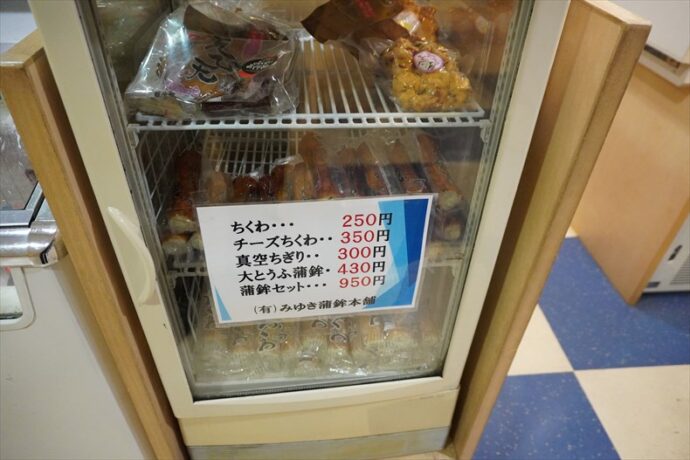 ちくわ・・・ 250円
チーズちくわ・・ 350円
真空ちぎり・・ 300円
大とうふ蒲鉾・ 430円
蒲鉾セット・・・ 950円
(有)みゆき蒲鉾本舗